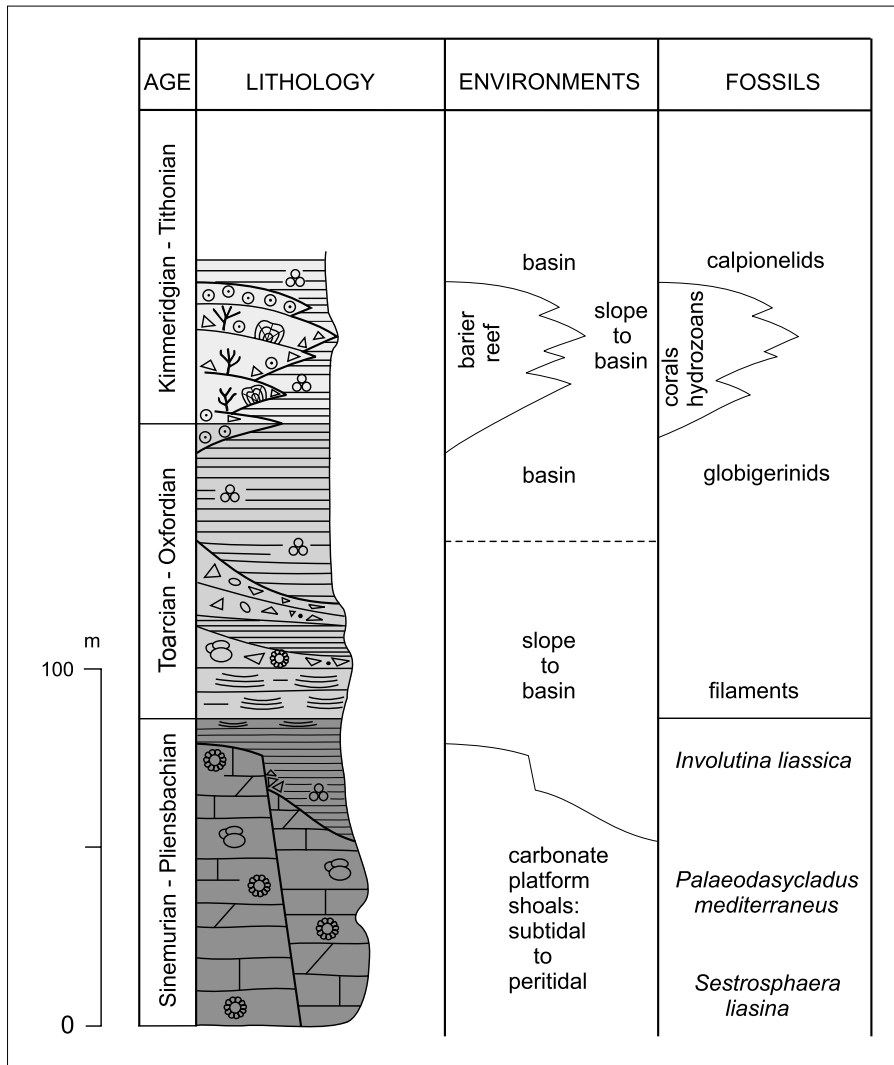 AGE
LITHOLOGY
ENVIRONMENTS
FOSSILS
Kimmeridgian - Tithonian
basin
calpionelids
barier
reef
slope
to
basin
corals
hydrozoans
Toarcian - Oxfordian
basin
globigerinids
m
100
slope
to
basin
filaments
Sinemurian - Pliensbachian
Involutina liassica
carbonate
platform
shoals:
subtidal
to
peritidal
Palaeodasycladus
mediterraneus
Sestrosphaera
liasina
0